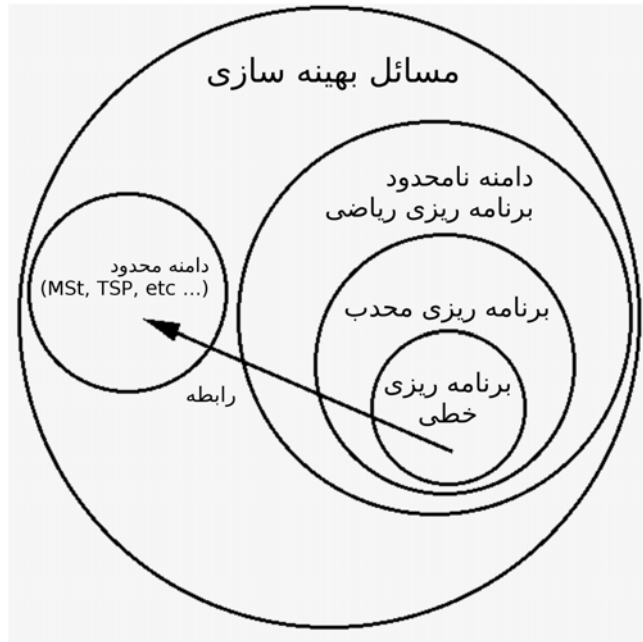 مسائل بهینه سازی
دامنه نامحدود
برنامه ریزی ریاضی
دامنه محدود
(MSt, TSP, etc ...)
برنامه ریزی محدب
برنامه ریزی
خطی
رابطه